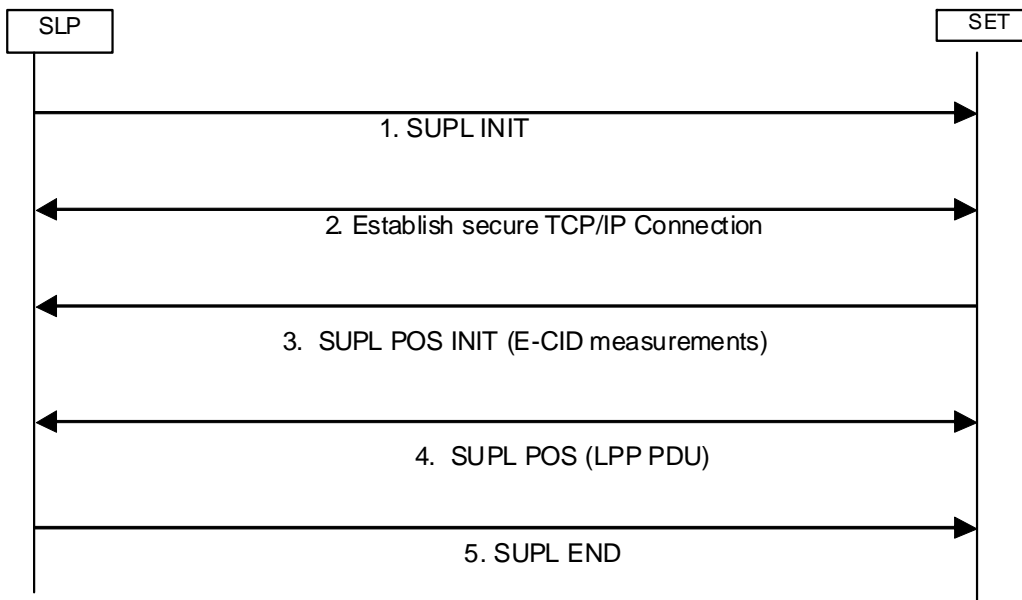 SLP
SET
1. SUPL INIT
2. Establish secure TCP/IP Connection
3. SUPL POS INIT (E-CID measurements)
4. SUPL POS (LPP PDU)
5. SUPL END